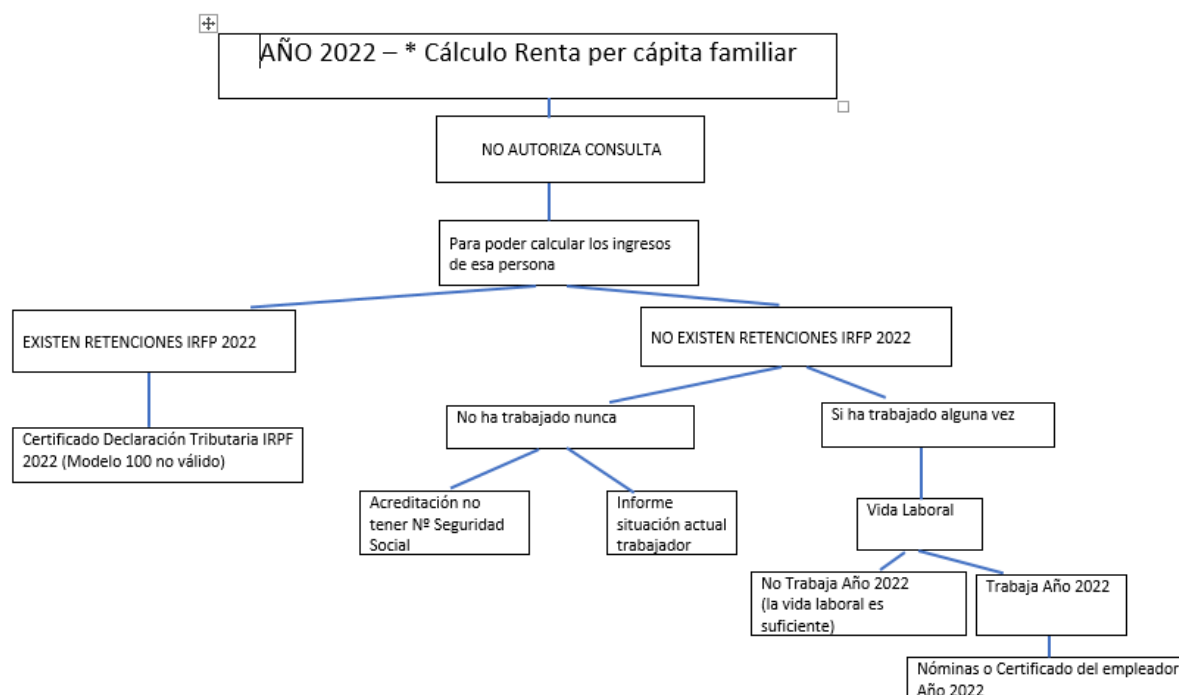 AÑO 2022 – * Cálculo Renta per cápita familiar
NO AUTORIZA CONSULTA
Para poder calcular los ingresos
de esa persona
EXISTEN RETENCIONES IRFP 2022
NO EXISTEN RETENCIONES IRFP 2022
Certificado Declaración Tributaria IRPF
2022 (Modelo 100 no válido)
No ha trabajado nunca
Si ha trabajado alguna vez
Acreditación no
tener Nº Seguridad
Social
Informe
situación actual
trabajador
Vida Laboral
No Trabaja Año 2022
(la vida laboral es
suficiente)
Trabaja Año 2022
Nóminas o Certificado del empleador
Año 2022